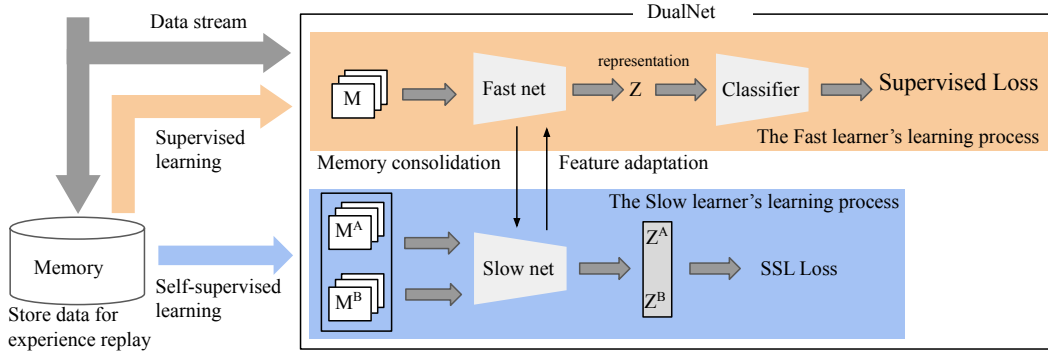 DualNet
Data stream
Supervised
learning
M
Fast net
representation
Z
Classifier
Supervised Loss
The Fast learner's learning process
Memory consolidation
Feature adaptation
The Slow learner's learning process
Memory
Store data for
experience replay
Self-supervised
learning
M^A
M^B
Slow net
Z^A
Z^B
SSL Loss